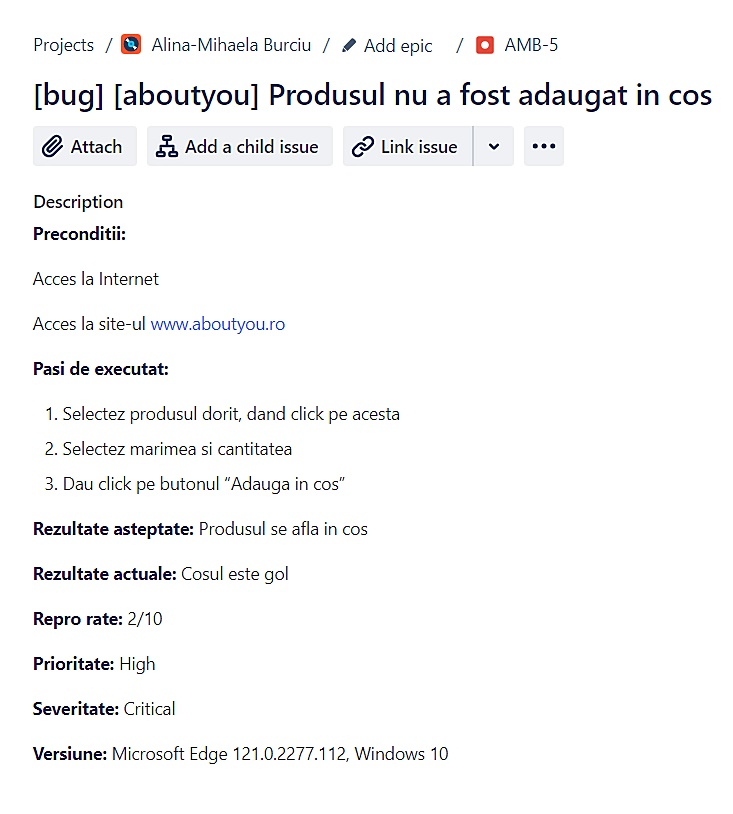 Projects / Alina-Mihaela Burciu / Add epic / AMB-5
[bug] [aboutyou] Produsul nu a fost adaugat in cos
Attach Add a child issue Link issue
Description
Preconditii:
Acces la Internet
Acces la site-ul www.aboutyou.ro
Pasi de executat:
1. Selectez produsul dorit, dand click pe acesta
2. Selectez marimea si cantitatea
3. Dau click pe butonul “Adauga in cos”
Rezultate asteptate: Produsul se afla in cos
Rezultate actuale: Cosul este gol
Repro rate: 2/10
Prioritate: High
Severitate: Critical
Versiune: Microsoft Edge 121.0.2277.112, Windows 10